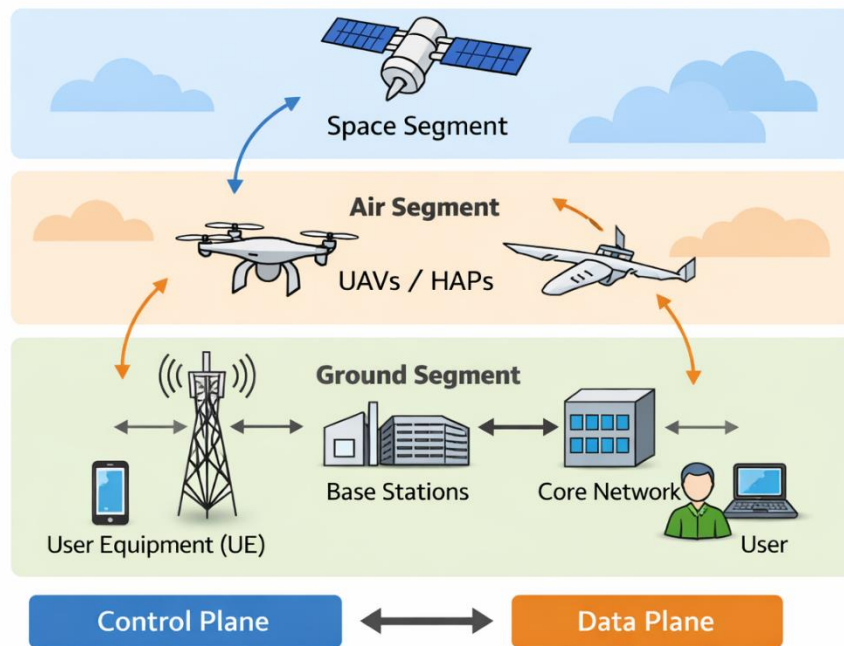 Space Segment
Air Segment
UAVs / HAPs
Ground Segment
Base Stations
Core Network
User Equipment (UE)
User
Control Plane
Data Plane